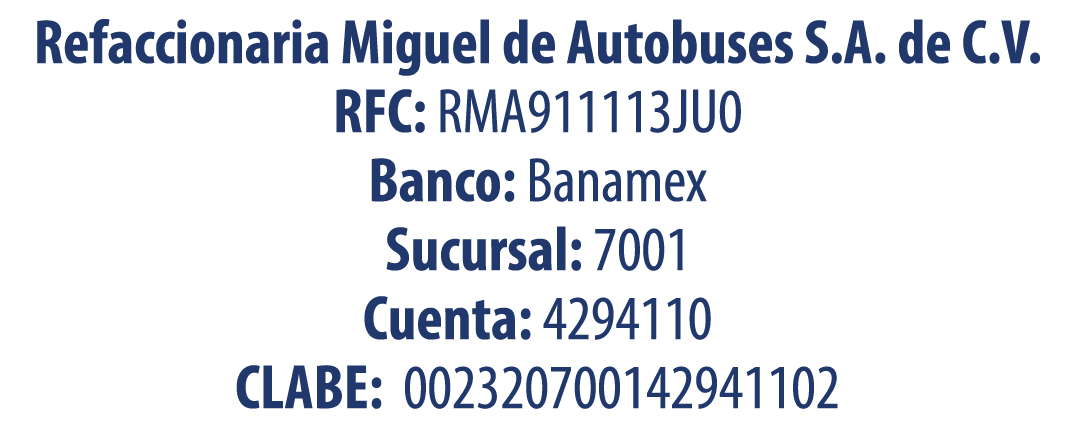 Refaccionaria Miguel de Autobuses S.A. de C.V.
RFC: RMA911113JU0
Banco: Banamex
Sucursal: 7001
Cuenta: 4294110
CLABE: 002320700142941102